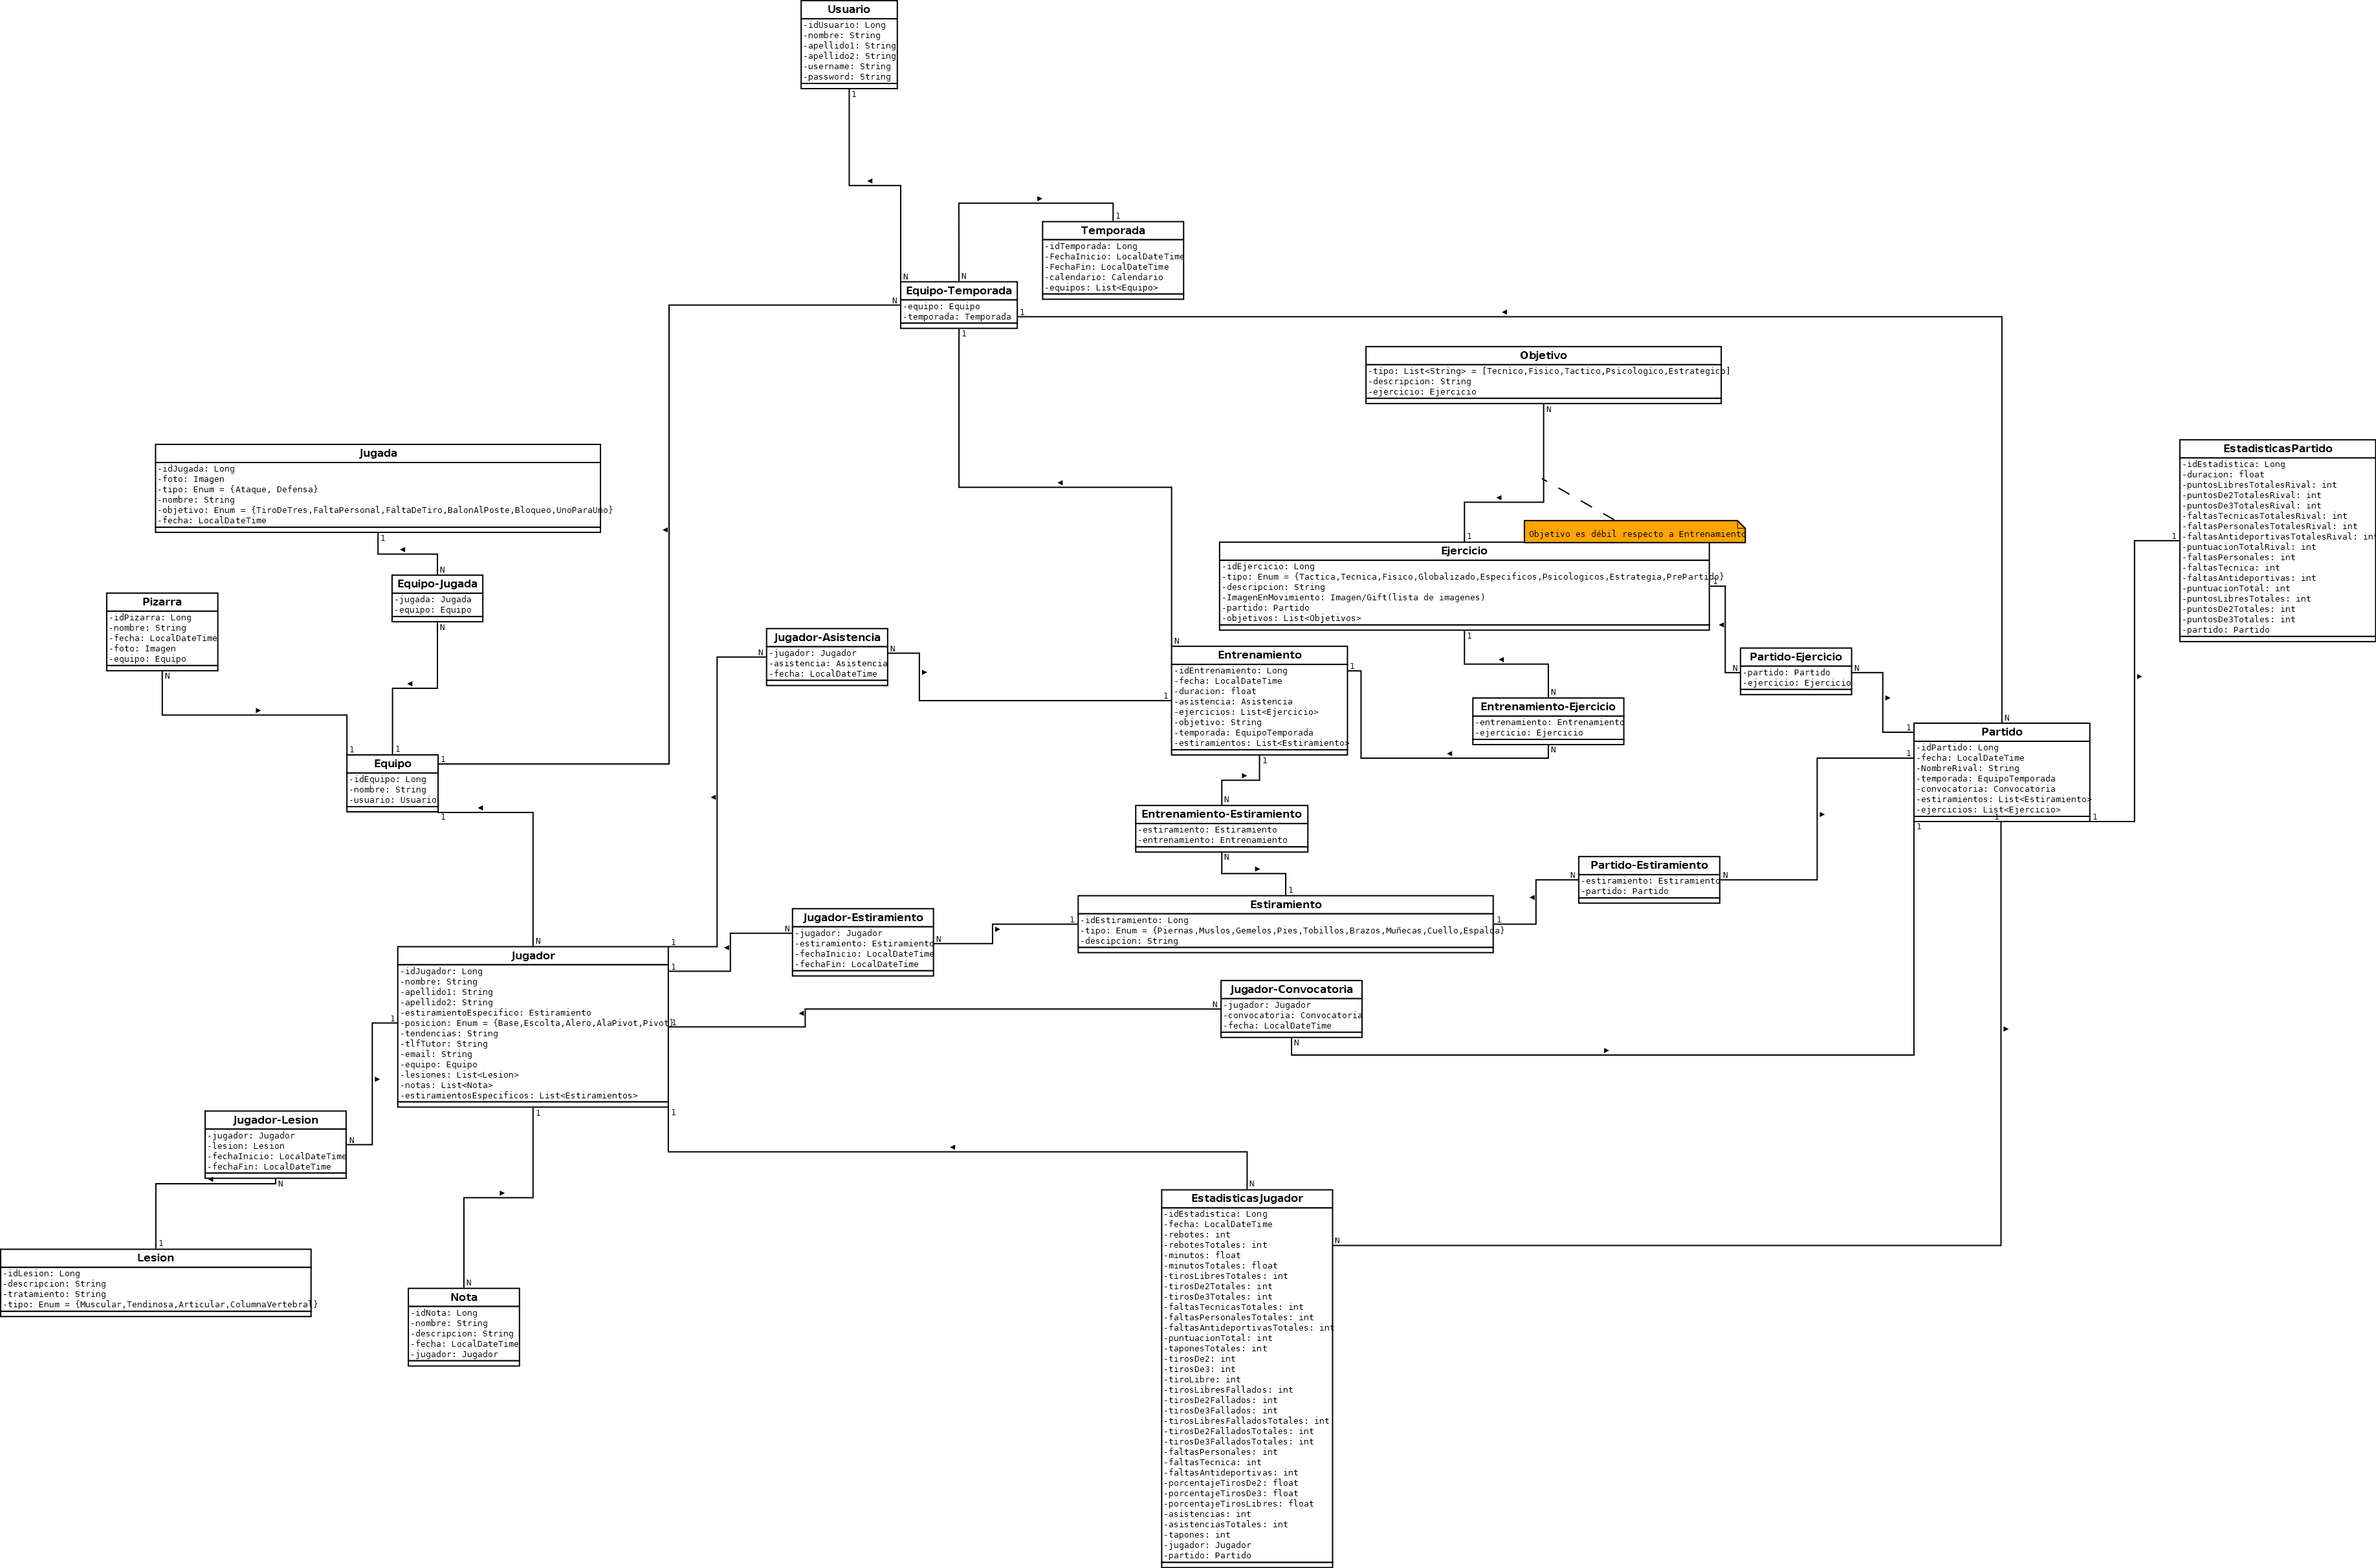 Usuario
-idUsuario: Long
-nombre: String
-apellido1: String
-apellido2: String
-username: String
-password: String
1
1
Temporada
-idTemporada: Long
-FechaInicio: LocalDateTime
-FechaFin: LocalDateTime
-calendario: Calendario
-equipos: List<Equipo>
N
N
N
Equipo-Temporada
-equipo: Equipo
-temporada: Temporada
1
1
Objetivo
-tipo: List<String> = [Tecnico,Fisico,Tactico,Psicologico,Estrategico]
-descripcion: String
-ejercicio: Ejercicio
N
Jugada
-idJugada: Long
-foto: Imagen
-tipo: Enum = {Ataque, Defensa}
-nombre: String
-objetivo: Enum = {TiroDeTres,FaltaPersonal,FaltaDeTiro,BalonAlPoste,Bloqueo,UnoParaUno}
-fecha: LocalDateTime
1
EstadisticasPartido
-idEstadistica: Long
-duracion: float
-puntosLibresTotalesRival: int
-puntosDe2TotalesRival: int
-puntosDe3TotalesRival: int
-faltasTecnicasTotalesRival: int
-faltasPersonalesTotalesRival: int
-faltasAntideportivasTotalesRival: int
-puntuacionTotalRival: int
-faltasPersonales: int
-faltasTecnica: int
-faltasAntideportivas: int
-puntuacionTotal: int
-puntosLibresTotales: int
-puntosDe2Totales: int
-puntosDe3Totales: int
-partido: Partido
1
Objetivo es débil respecto a Entrenamiento
1
Ejercicio
-idEjercicio: Long
-tipo: Enum = {Tactica,Tecnica,Fisico,Globalizado,Especificos,Psicologicos,Estrategia,PrePartido}
-descripcion: String
-ImagenEnMovimiento: Imagen/Gift(lista de imagenes)
-partido: Partido
-objetivos: List<Objetivos>
1
1
N
Equipo-Jugada
-jugada: Jugada
-equipo: Equipo
N
Pizarra
-idPizarra: Long
-nombre: String
-fecha: LocalDateTime
-foto: Imagen
-equipo: Equipo
N
Jugador-Asistencia
-jugador: Jugador
-asistencia: Asistencia
-fecha: LocalDateTime
N
N
N
Entrenamiento
-idEntrenamiento: Long
-fecha: LocalDateTime
-duracion: float
-asistencia: Asistencia
-ejercicios: List<Ejercicio>
-objetivo: String
-temporada: EquipoTemporada
-estiramientos: List<Estiramiento>
1
1
1
Partido-Ejercicio
-partido: Partido
-ejercicio: Ejercicio
N
N
N
Entrenamiento-Ejercicio
-entrenamiento: Entrenamiento
-ejercicio: Ejercicio
N
N
Partido
-idPartido: Long
-fecha: LocalDateTime
-NombreRival: String
-temporada: EquipoTemporada
-convocatoria: Convocatoria
-estiramientos: List<Estiramiento>
-ejercicios: List<Ejercicio>
1
1
1
1
1
1
1
1
Equipo
-idEquipo: Long
-nombre: String
-usuario: Usuario
1
N
Entrenamiento-Estiramiento
-estiramiento: Estiramiento
-entrenamiento: Entrenamiento
N
Partido-Estiramiento
-estiramiento: Estiramiento
-partido: Partido
N
N
1
Estiramiento
-idEstiramiento: Long
-tipo: Enum = {Piernas,Muslos,Gemelos,Pies,Tobillos,Brazos,Muñecas,Cuello,Espalda}
-descipcion: String
1
1
Jugador-Estiramiento
-jugador: Jugador
-estiramiento: Estiramiento
-fechaInicio: LocalDateTime
-fechaFin: LocalDateTime
N
N
N
Jugador
-idJugador: Long
-nombre: String
-apellido1: String
-apellido2: String
-estiramientoEspecifico: Estiramiento
-posicion: Enum = {Base,Escolta,Alero,AlaPivot,Pivot}
-tendencias: String
-tlfTutor: String
-email: String
-equipo: Equipo
-lesiones: List<Lesion>
-notas: List<Nota>
-estiramientosEspecificos: List<Estiramientos>
1
1
1
1
1
1
Jugador-Convocatoria
-jugador: Jugador
-convocatoria: Convocatoria
-fecha: LocalDateTime
N
N
Jugador-Lesion
-jugador: Jugador
-lesion: Lesion
-fechaInicio: LocalDateTime
-fechaFin: LocalDateTime
N
N
1
Lesion
-idLesion: Long
-descripcion: String
-tratamiento: String
-tipo: Enum = {Muscular,Tendinosa,Articular,ColumnaVertebral}
N
Nota
-idNota: Long
-nombre: String
-descripcion: String
-fecha: LocalDateTime
-jugador: Jugador
N
EstadisticasJugador
-idEstadistica: Long
-fecha: LocalDateTime
-rebotes: int
-rebotesTotales: int
-minutos: float
-minutosTotales: float
-tirosLibresTotales: int
-tirosDe2Totales: int
-tirosDe3Totales: int
-faltasTecnicasTotales: int
-faltasPersonalesTotales: int
-faltasAntideportivasTotales: int
-puntuacionTotal: int
-taponesTotales: int
-tirosDe2: int
-tirosDe3: int
-tiroLibre: int
-tirosLibresFallados: int
-tirosDe2Fallados: int
-tirosDe3Fallados: int
-tirosLibresFalladosTotales: int
-tirosDe2FalladosTotales: int
-tirosDe3FalladosTotales: int
-faltasPersonales: int
-faltasTecnica: int
-faltasAntideportivas: int
-porcentajeTirosDe2: float
-porcentajeTirosDe3: float
-porcentajeTirosLibres: float
-asistencias: int
-asistenciasTotales: int
-tapones: int
-jugador: Jugador
-partido: Partido
N